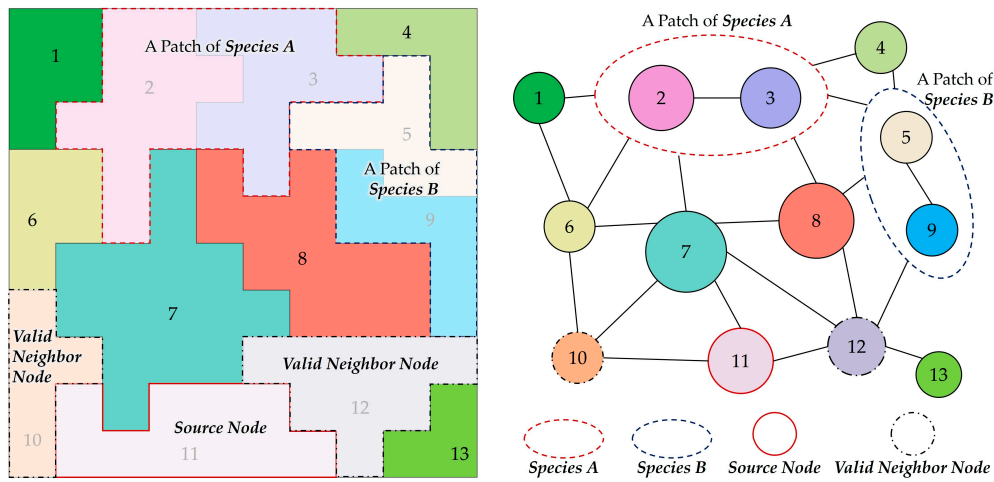 1
A Patch of Species A
2
3
4
5
A Patch of
Species B
6
7
8
9
Valid
Neighbor
Node
10
Source Node
11
Valid Neighbor Node
12
13
A Patch of Species A
1
2
3
4
A Patch of
Species B
5
6
7
8
9
10
11
12
13
Species A
Species B
Source Node
Valid Neighbor Node